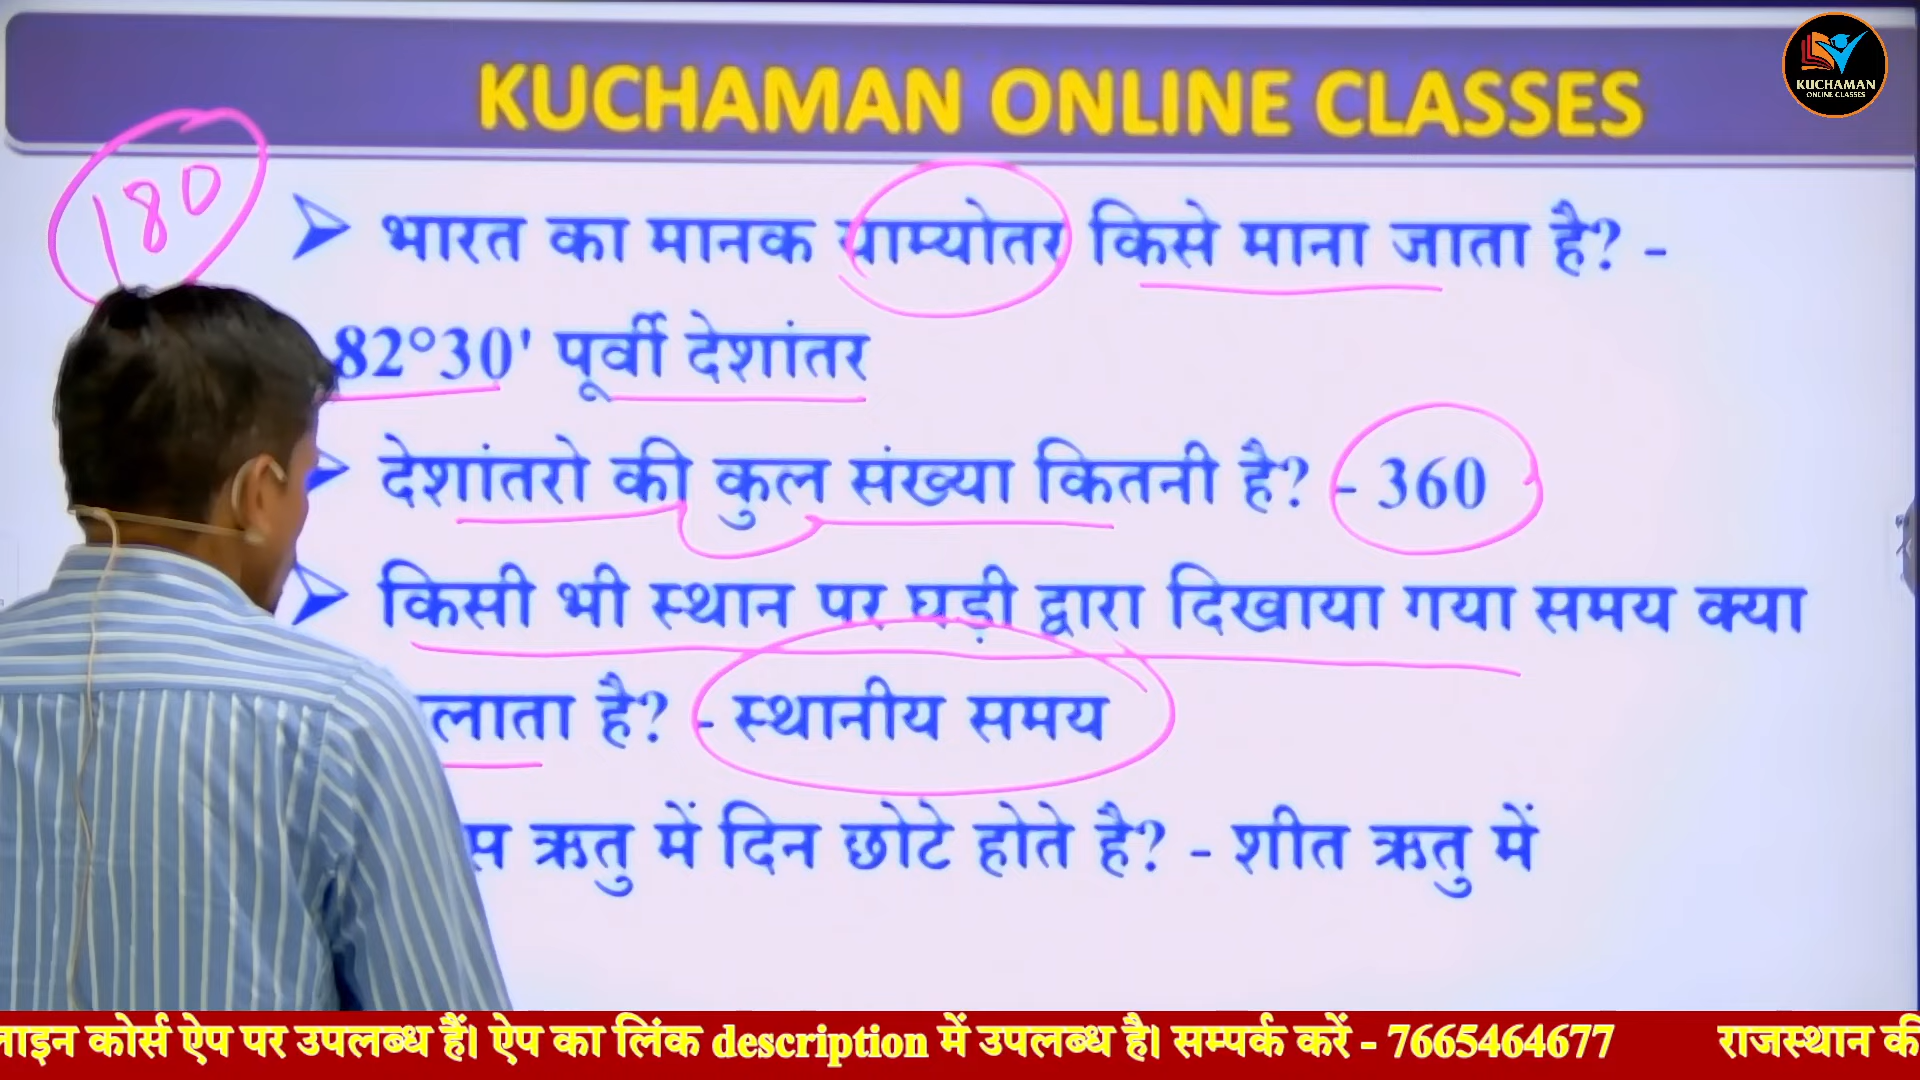 KUCHAMAN ONLINE CLASSES
KUCHAMAN
ONLINE CLASSES
180
भारत का मानक याम्योतर किसे माना जाता है? -
82°30' पूर्वी देशांतर
देशांतरो की कुल संख्या कितनी है? - 360
किसी भी स्थान पर घड़ी द्वारा दिखाया गया समय क्या
लाता है? - स्थानीय समय
स ऋतु में दिन छोटे होते है? - शीत ऋतु में
लाइन कोर्स ऐप पर उपलब्ध हैं। ऐप का लिंक description में उपलब्ध है। सम्पर्क करें - 7665464677 राजस्थान की